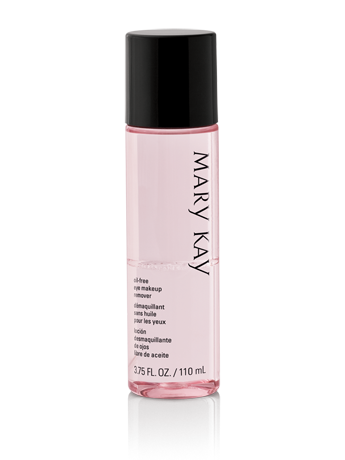 MARY KAY
oil-free
eye makeup
remover
démaquillant
sans huile
pour les yeux
loción
desmaquillante
de ojos
libre de aceite
3.75 FL. OZ. / 110 mL